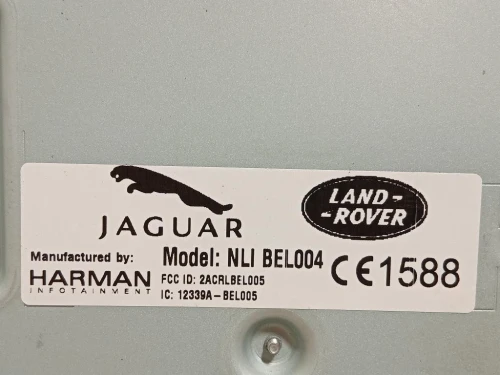 JAGUAR
LAND-
-ROVER
Manufactured by:
HARMAN
INFOTAINMENT
Model: NLI BEL004
FCC ID: 2ACRLBEL005
IC: 12339A-BEL005
CE1588